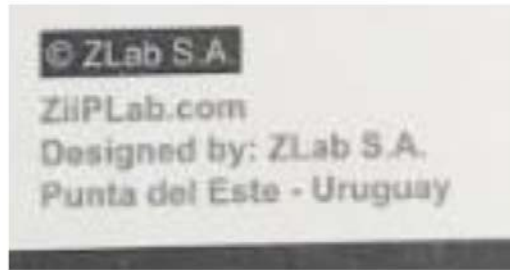 © ZLab S.A.
ZiiPLab.com
Designed by: ZLab S.A.
Punta del Este - Uruguay